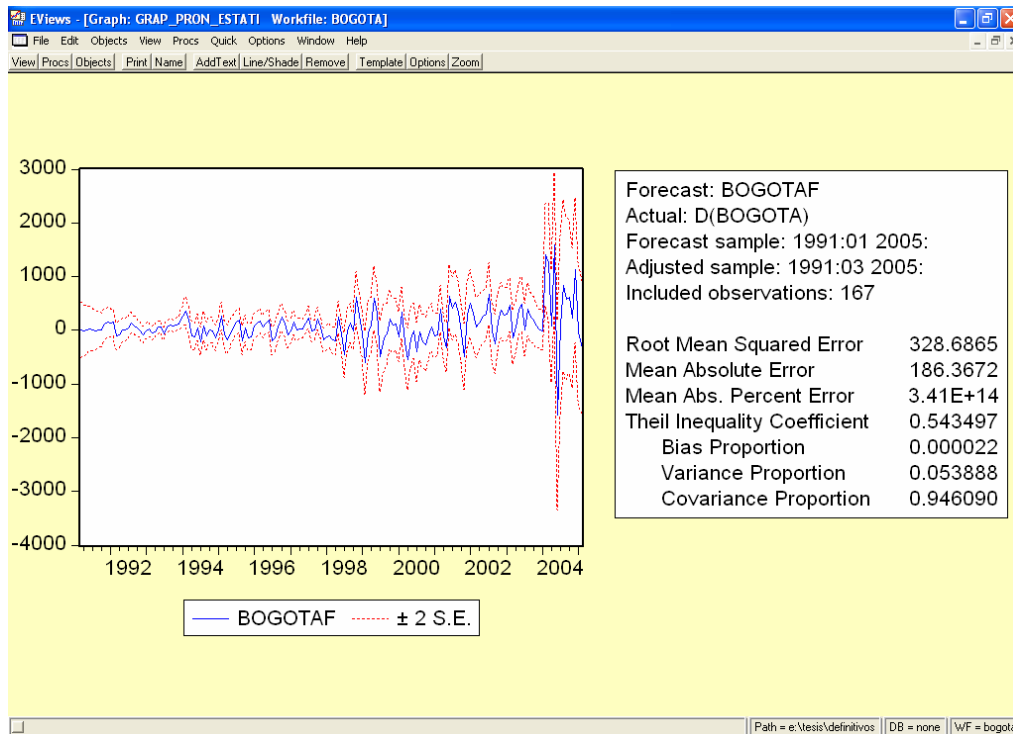 EViews - [Graph: GRAP_PRON_ESTATI Workfile: BOGOTA]
File Edit Objects View Procs Quick Options Window Help
View Procs Objects Print Name AddText Line/Shade Remove Template Options Zoom
3000
2000
1000
0
-1000
-2000
-3000
-4000
1992 1994 1996 1998 2000 2002 2004
BOGOTAF ± 2 S.E.
Forecast: BOGOTAF
Actual: D(BOGOTA)
Forecast sample: 1991:01 2005:
Adjusted sample: 1991:03 2005:
Included observations: 167
Root Mean Squared Error 328.6865
Mean Absolute Error 186.3672
Mean Abs. Percent Error 3.41E+14
Theil Inequality Coefficient 0.543497
Bias Proportion 0.000022
Variance Proportion 0.053888
Covariance Proportion 0.946090
Path = e:\tesis\definitivos DB = none WF = bogota